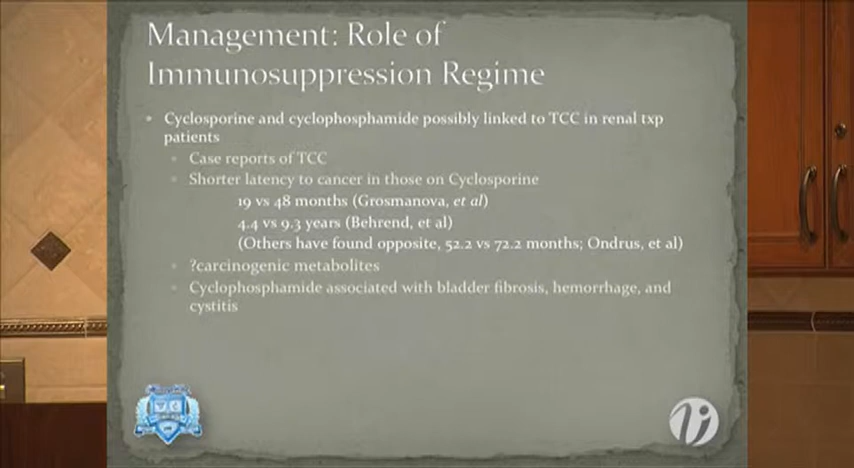 Management: Role of
Immunosuppression Regime
Cyclosporine and cyclophosphamide possibly linked to TCC in renal txp
patients
Case reports of TCC
Shorter latency to cancer in those on Cyclosporine
19 vs 48 months (Grosmanova, et al)
4.4 vs 9.3 years (Behrend, et al)
(Others have found opposite, 52.2 vs 72.2 months; Ondrus, et al)
?carcinogenic metabolites
Cyclophosphamide associated with bladder fibrosis, hemorrhage, and
cystitis